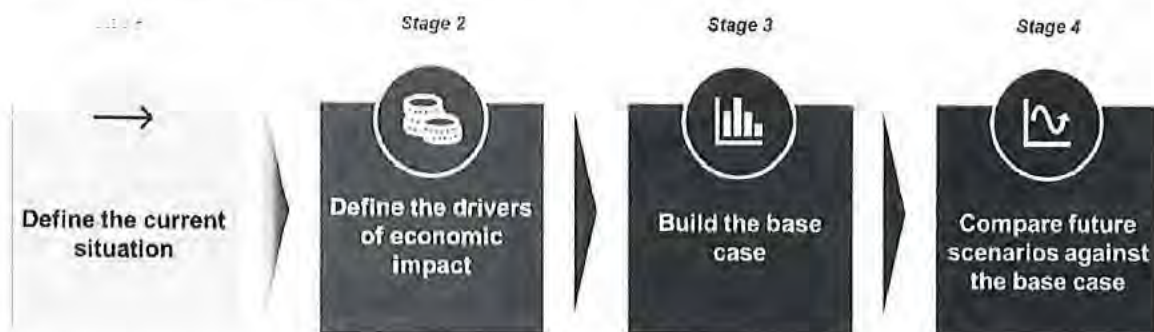 Stage 2
Stage 3
Stage 4
Define the current
situation
Define the drivers
of economic
impact
Build the base
case
Compare future
scenarios against
the base case